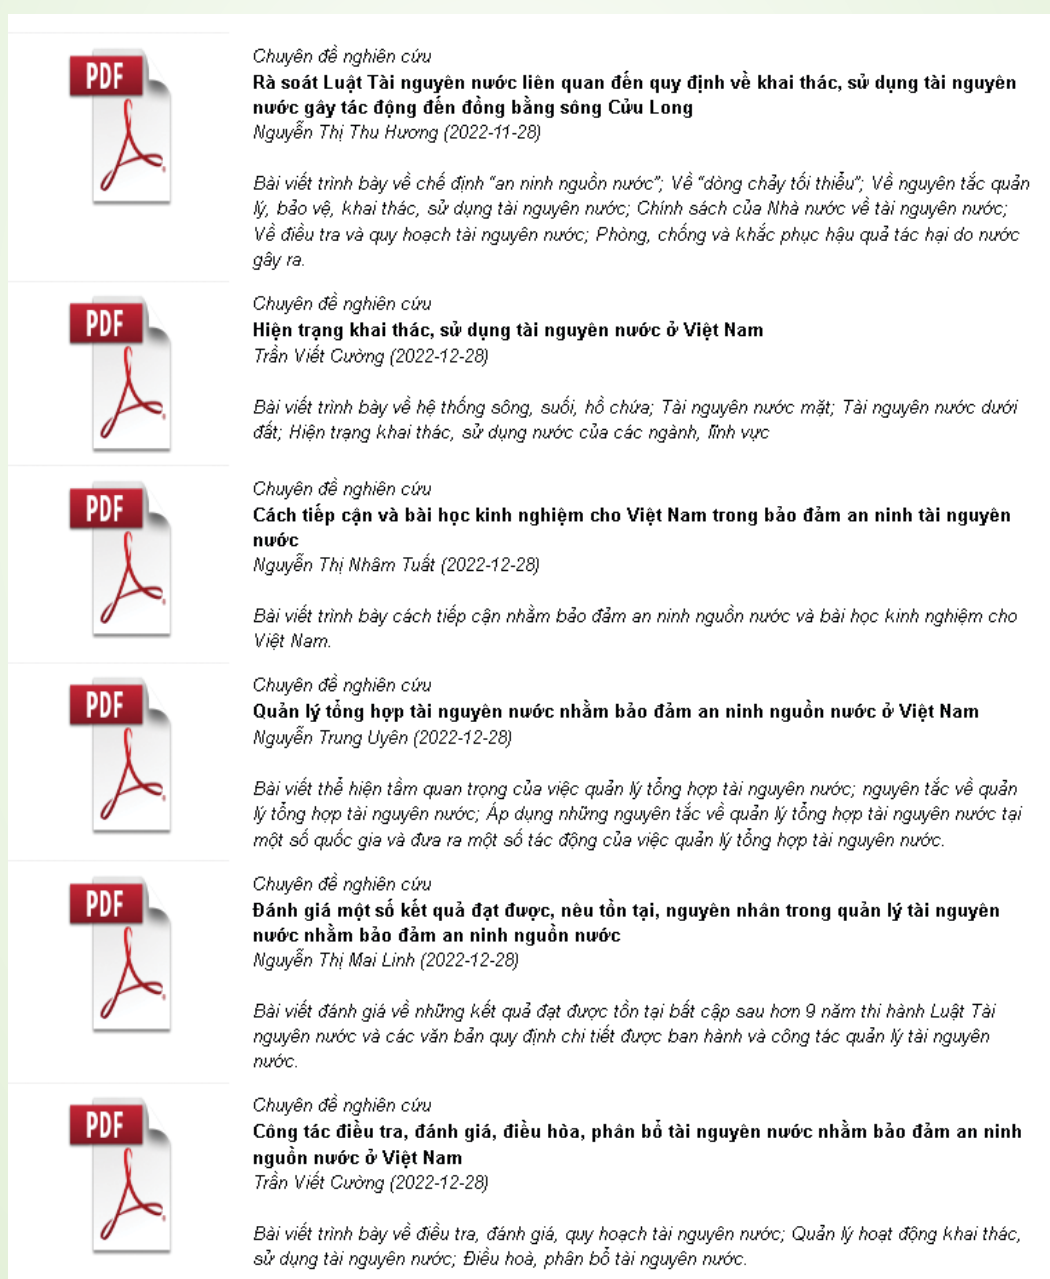 PDF
Chuyên đề nghiên cứu
Rà soát Luật Tài nguyên nước liên quan đến quy định về khai thác, sử dụng tài nguyên
nước gây tác động đến đồng bằng sông Cửu Long
Nguyễn Thị Thu Hương (2022-11-28)
Bài viết trình bày về chế định “an ninh nguồn nước”; Về “dòng chảy tối thiểu”; Về nguyên tắc quản
lý, bảo vệ, khai thác, sử dụng tài nguyên nước; Chính sách của Nhà nước về tài nguyên nước;
Về điều tra và quy hoạch tài nguyên nước; Phòng, chống và khắc phục hậu quả tác hại do nước
gây ra.
PDF
Chuyên đề nghiên cứu
Hiện trạng khai thác, sử dụng tài nguyên nước ở Việt Nam
Trần Viết Cường (2022-12-28)
Bài viết trình bày về hệ thống sông, suối, hồ chứa; Tài nguyên nước mặt; Tài nguyên nước dưới
đất; Hiện trạng khai thác, sử dụng nước của các ngành, lĩnh vực
PDF
Chuyên đề nghiên cứu
Cách tiếp cận và bài học kinh nghiệm cho Việt Nam trong bảo đảm an ninh tài nguyên
nước
Nguyễn Thị Nhâm Tuất (2022-12-28)
Bài viết trình bày cách tiếp cận nhằm bảo đảm an ninh nguồn nước và bài học kinh nghiệm cho
Việt Nam.
PDF
Chuyên đề nghiên cứu
Quản lý tổng hợp tài nguyên nước nhằm bảo đảm an ninh nguồn nước ở Việt Nam
Nguyễn Trung Uyên (2022-12-28)
Bài viết thể hiện tầm quan trọng của việc quản lý tổng hợp tài nguyên nước; nguyên tắc về quản
lý tổng hợp tài nguyên nước; Áp dụng những nguyên tắc về quản lý tổng hợp tài nguyên nước tại
một số quốc gia và đưa ra một số tác động của việc quản lý tổng hợp tài nguyên nước.
PDF
Chuyên đề nghiên cứu
Đánh giá một số kết quả đạt được, nêu tồn tại, nguyên nhân trong quản lý tài nguyên
nước nhằm bảo đảm an ninh nguồn nước
Nguyễn Thị Mai Linh (2022-12-28)
Bài viết đánh giá về những kết quả đạt được tồn tại bất cập sau hơn 9 năm thi hành Luật Tài
nguyên nước và các văn bản quy định chi tiết được ban hành và công tác quản lý tài nguyên
nước.
PDF
Chuyên đề nghiên cứu
Công tác điều tra, đánh giá, điều hòa, phân bổ tài nguyên nước nhằm bảo đảm an ninh
nguồn nước ở Việt Nam
Trần Viết Cường (2022-12-28)
Bài viết trình bày về điều tra, đánh giá, quy hoạch tài nguyên nước; Quản lý hoạt động khai thác,
sử dụng tài nguyên nước; Điều hoà, phân bổ tài nguyên nước.